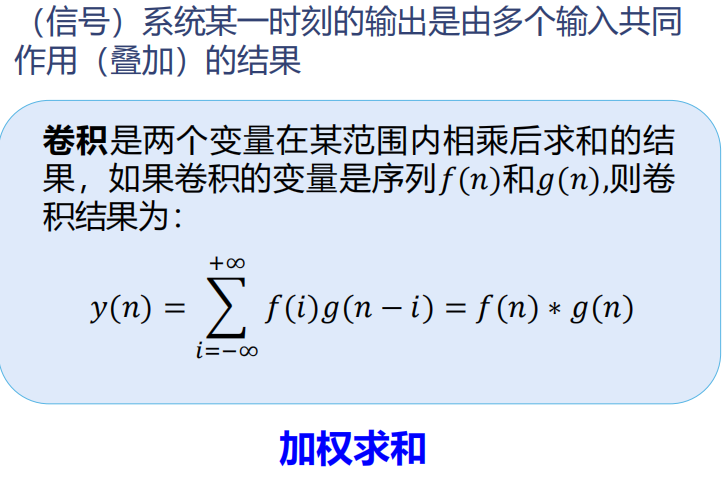 （信号）系统某一时刻的输出是由多个输入共同
作用（叠加）的结果
卷积是两个变量在某范围内相乘后求和的结
果，如果卷积的变量是序列f(n)和g(n),则卷
积结果为：
y(n) = ∑_{i=-∞}^{+∞} f(i)g(n − i) = f(n) ∗ g(n)
加权求和